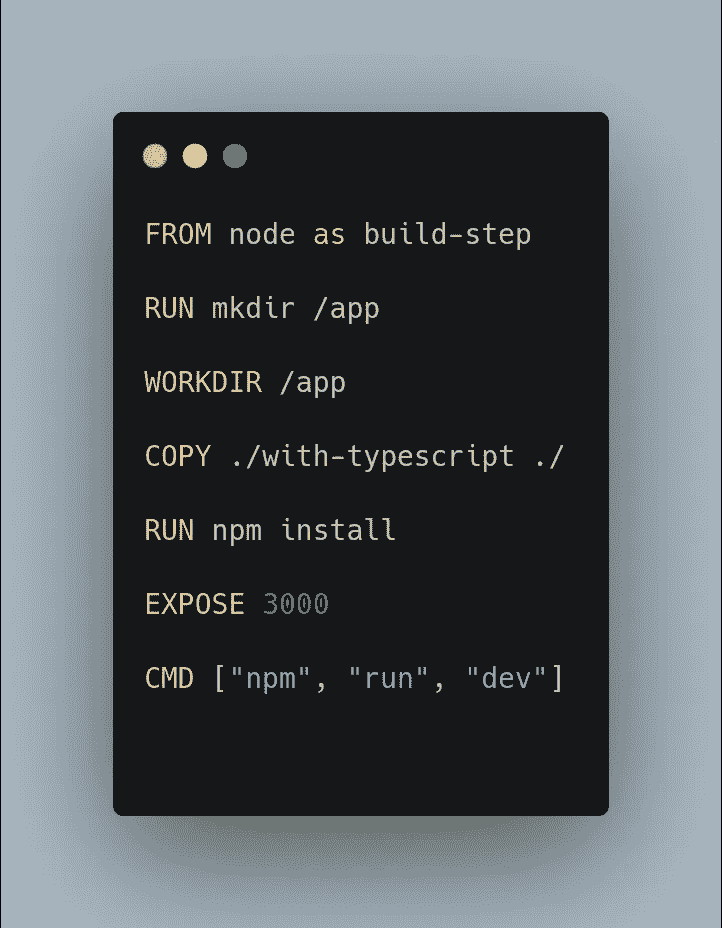 FROM node as build-step
RUN mkdir /app
WORKDIR /app
COPY ./with-typescript ./
RUN npm install
EXPOSE 3000
CMD ["npm", "run", "dev"]